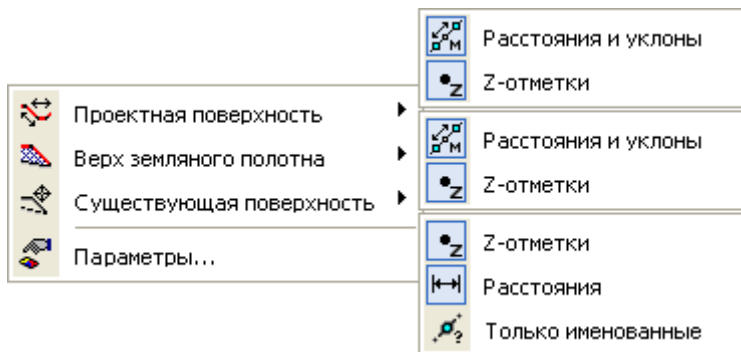 Проектная поверхность
Верх земляного полотна
Существующая поверхность
Параметры...
Расстояния и уклоны
Z-отметки
Расстояния и уклоны
Z-отметки
Z-отметки
Расстояния
Только именованные